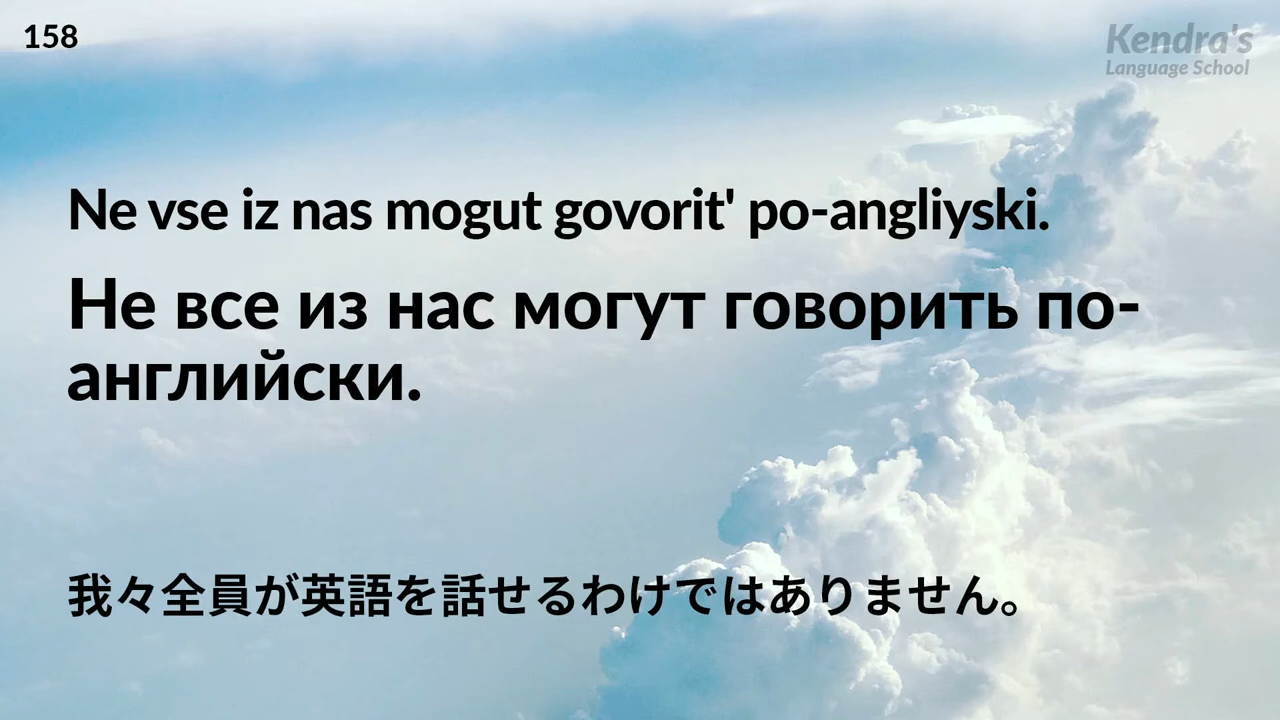 158
Kendra's
Language School
Ne vse iz nas mogut govorit' po-angliyski.
Не все из нас могут говорить по-
английски.
我々全員が英語を話せるわけではありません。